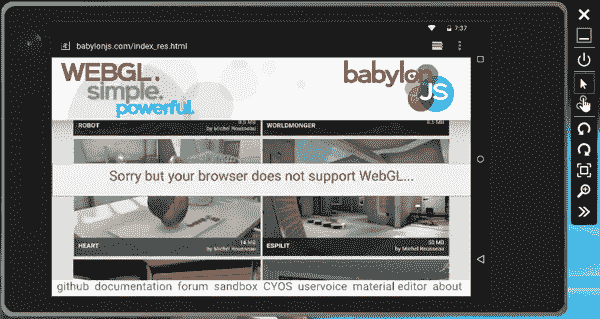 7:37
babylonjs.com/index_res.html
WEBGL.
simple.
powerful.
babylon
JS
ROBOT
8.5 MB
by Michel Rousseau
WORLDMONGER
8.5 MB
Sorry but your browser does not support WebGL...
HEART
14 MB
by Michel Rousseau
ESPILIT
50 MB
by Michel Rousseau
github documentation forum sandbox CYOS uservoice material editor about